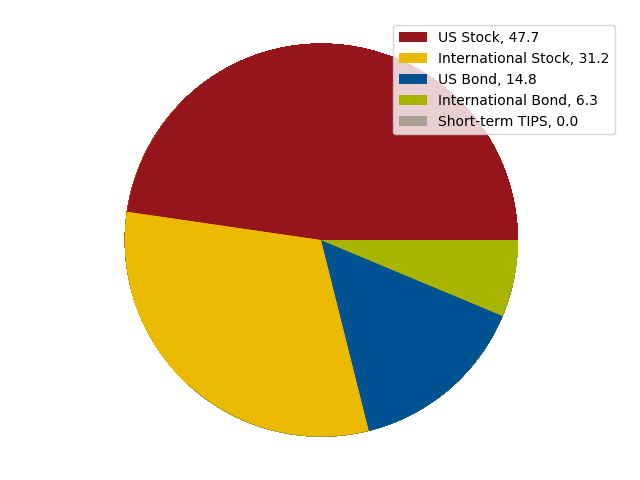 US Stock, 47.7
International Stock, 31.2
US Bond, 14.8
International Bond, 6.3
Short-term TIPS, 0.0